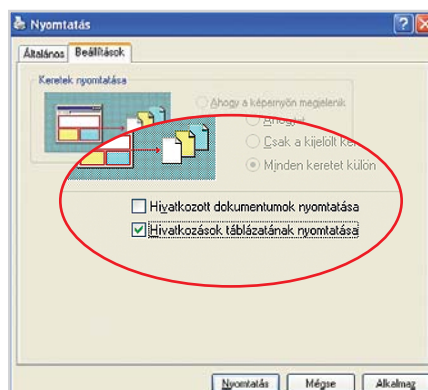 Nyomtatás
Általános Beállítások
Keretek nyomtatása
Ahogy a képernyőn megjelenik
Csak a kijelölt
Minden keretet külön
Hivatkozott dokumentumok nyomtatása
Hivatkozások táblázatának nyomtatása
Nyomtatás Mégse Alkalmaz